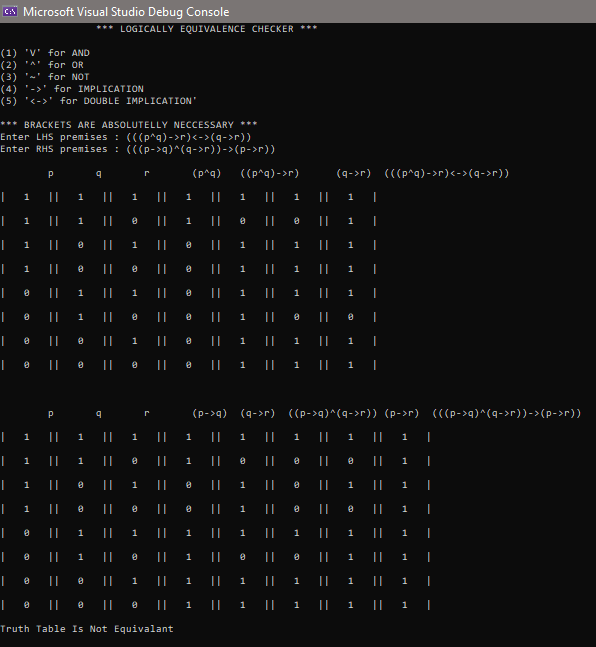 Microsoft Visual Studio Debug Console
*** LOGICALLY EQUIVALENCE CHECKER ***
(1) 'V' for AND
(2) '^' for OR
(3) '~' for NOT
(4) '->' for IMPLICATION
(5) '<->' for DOUBLE IMPLICATION'
*** BRACKETS ARE ABSOLUTELLY NECCESSARY ***
Enter LHS premises : (((p^q)->r)<->(q->r))
Enter RHS premises : (((p->q)^(q->r))->(p->r))
p q r (p^q) ((p^q)->r) (q->r) (((p^q)->r)<->(q->r))
| 1 || 1 || 1 || 1 || 1 || 1 || 1 |
| 1 || 1 || 0 || 1 || 0 || 0 || 1 |
| 1 || 0 || 1 || 0 || 1 || 1 || 1 |
| 1 || 0 || 0 || 0 || 1 || 1 || 1 |
| 0 || 1 || 1 || 0 || 1 || 1 || 1 |
| 0 || 1 || 0 || 0 || 1 || 0 || 0 |
| 0 || 0 || 1 || 0 || 1 || 1 || 1 |
| 0 || 0 || 0 || 0 || 1 || 1 || 1 |
p q r (p->q) (q->r) ((p->q)^(q->r)) (p->r) (((p->q)^(q->r))->(p->r))
| 1 || 1 || 1 || 1 || 1 || 1 || 1 || 1 |
| 1 || 1 || 0 || 1 || 0 || 0 || 0 || 1 |
| 1 || 0 || 1 || 0 || 1 || 0 || 1 || 1 |
| 1 || 0 || 0 || 0 || 1 || 0 || 0 || 1 |
| 0 || 1 || 1 || 1 || 1 || 1 || 1 || 1 |
| 0 || 1 || 0 || 1 || 0 || 0 || 1 || 1 |
| 0 || 0 || 1 || 1 || 1 || 1 || 1 || 1 |
| 0 || 0 || 0 || 1 || 1 || 1 || 1 || 1 |
Truth Table Is Not Equivalant